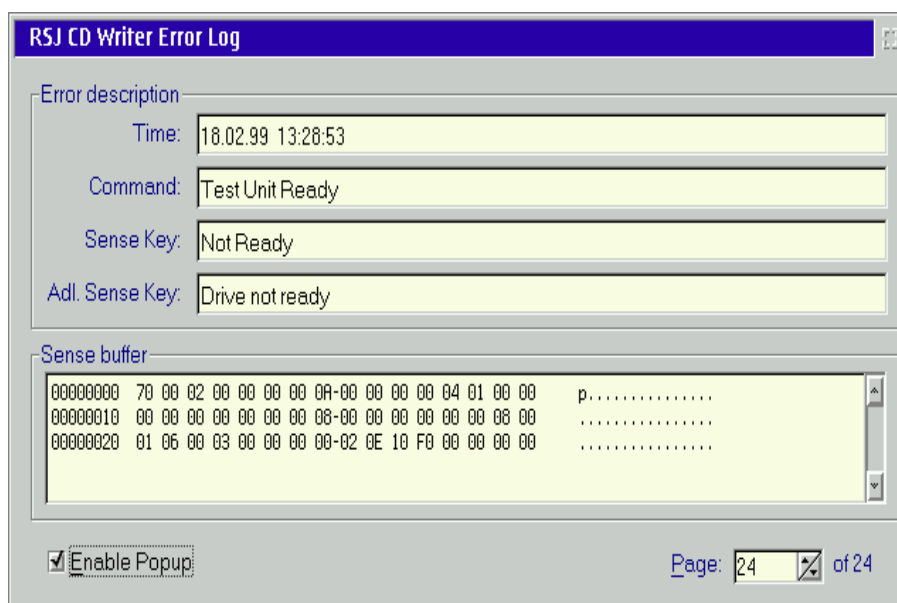 RSJ CD Writer Error Log
Error description
Time: 18.02.99 13:28:53
Command: Test Unit Ready
Sense Key: Not Ready
Adl. Sense Key: Drive not ready
Sense buffer
00000000 70 00 02 00 00 00 00 0A-00 00 00 00 04 01 00 00 p...............
00000010 00 00 00 00 00 00 00 08-00 00 00 00 00 00 08 00 ................
00000020 01 06 00 03 00 00 00 00-02 0E 10 F0 00 00 00 00 ................
Enable Popup
Page: 24 of 24